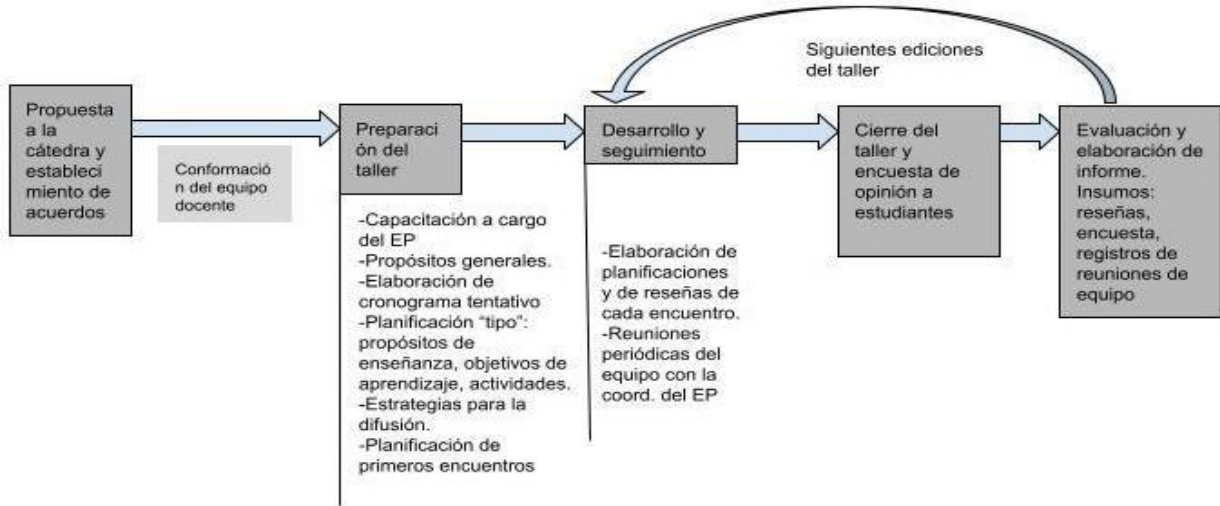 Siguientes ediciones
del taller
Propuesta
a la
cátedra y
estableci
miento de
acuerdos
Conformació
n del equipo
docente
Preparaci
ón del
taller
-Capacitación a cargo
del EP
-Propósitos generales.
-Elaboración de
cronograma tentativo
-Planificación “tipo”:
propósitos de
enseñanza, objetivos de
aprendizaje, actividades.
-Estrategias para la
difusión.
-Planificación de
primeros encuentros
Desarrollo y
seguimiento
-Elaboración de
planificaciones
y de reseñas de
cada encuentro.
-Reuniones
periódicas del
equipo con la
coord. del EP
Cierre del
taller y
encuesta de
opinión a
estudiantes
Evaluación y
elaboración de
informe.
Insumos:
reseñas,
encuesta,
registros de
reuniones de
equipo